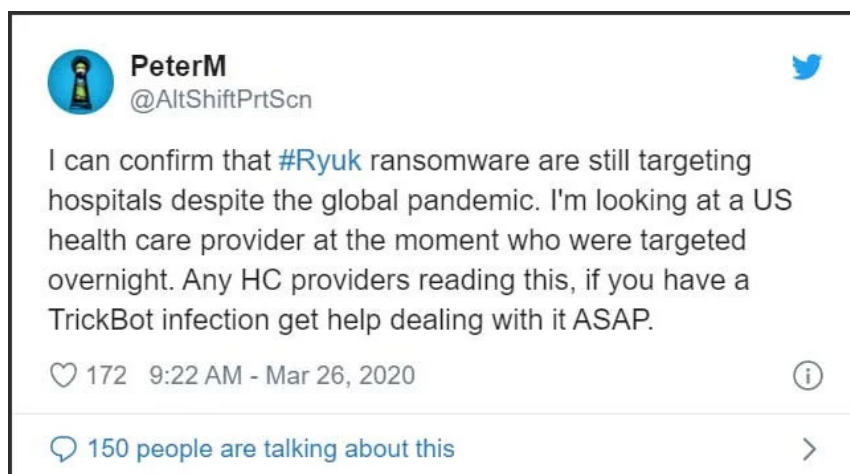 PeterM
@AltShiftPrtScn
I can confirm that #Ryuk ransomware are still targeting
hospitals despite the global pandemic. I'm looking at a US
health care provider at the moment who were targeted
overnight. Any HC providers reading this, if you have a
TrickBot infection get help dealing with it ASAP.
172 9:22 AM - Mar 26, 2020
150 people are talking about this